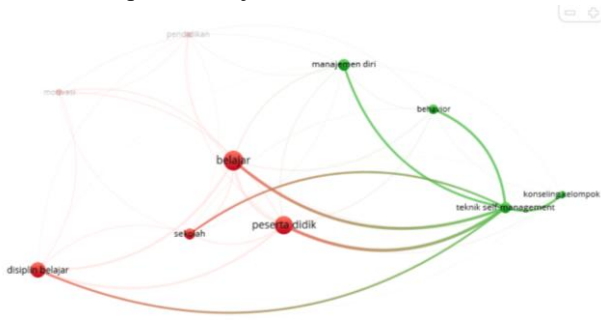 pendidikan
manajemen diri
motivasi
behavior
belajar
konseling kelompok
teknik self-management
peserta didik
sekolah
disiplin belajar